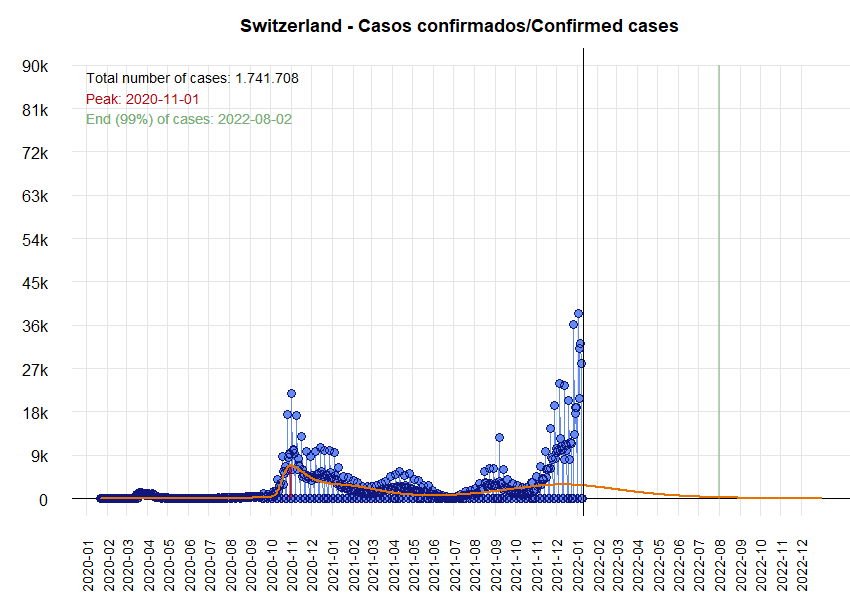 Switzerland - Casos confirmados/Confirmed cases
90k
81k
72k
63k
54k
45k
36k
27k
18k
9k
0
Total number of cases: 1.741.708
Peak: 2020-11-01
End (99%) of cases: 2022-08-02
2020-01
2020-02
2020-03
2020-04
2020-05
2020-06
2020-07
2020-08
2020-09
2020-10
2020-11
2020-12
2021-01
2021-02
2021-03
2021-04
2021-05
2021-06
2021-07
2021-08
2021-09
2021-10
2021-11
2021-12
2022-01
2022-02
2022-03
2022-04
2022-05
2022-06
2022-07
2022-08
2022-09
2022-10
2022-11
2022-12